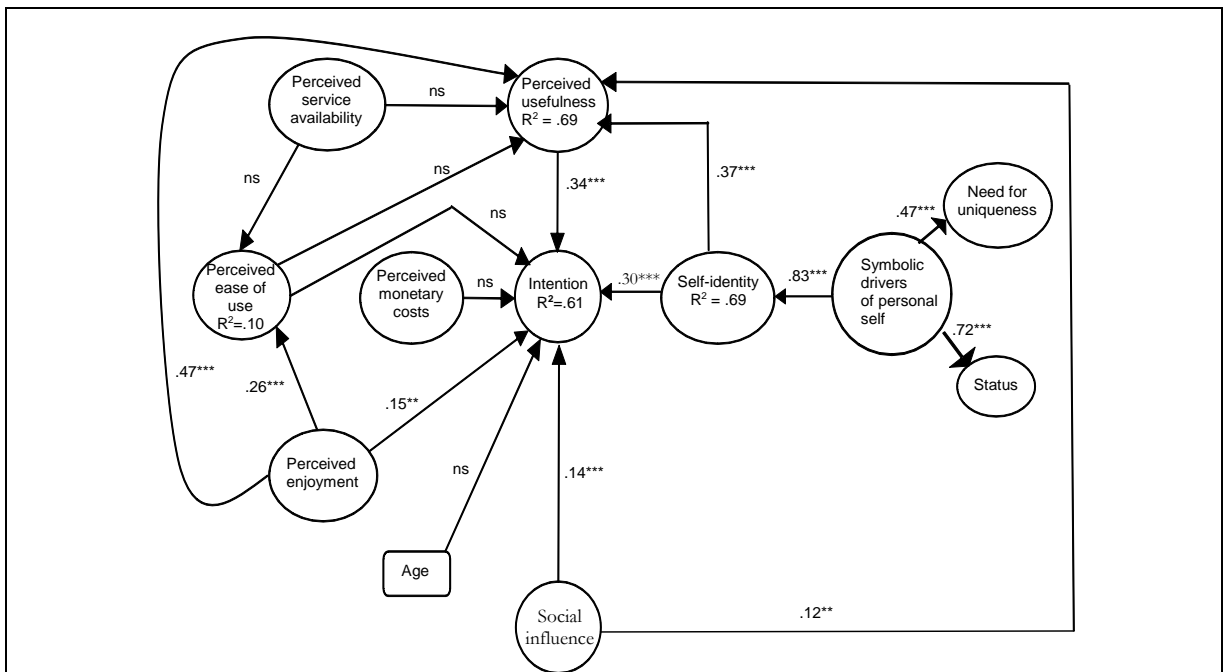 Perceived
service
availability
ns
Perceived
usefulness
R² = .69
ns
ns
ns
.34***
.37***
Need for
uniqueness
.47***
Perceived
ease of
use
R²=.10
Perceived
monetary
costs
ns
Intention
R²=.61
.30***
Self-identity
R² = .69
.83***
Symbolic
drivers
of personal
self
.72***
Status
.47***
.26***
.15**
Perceived
enjoyment
ns
.14***
Age
Social
influence
.12**